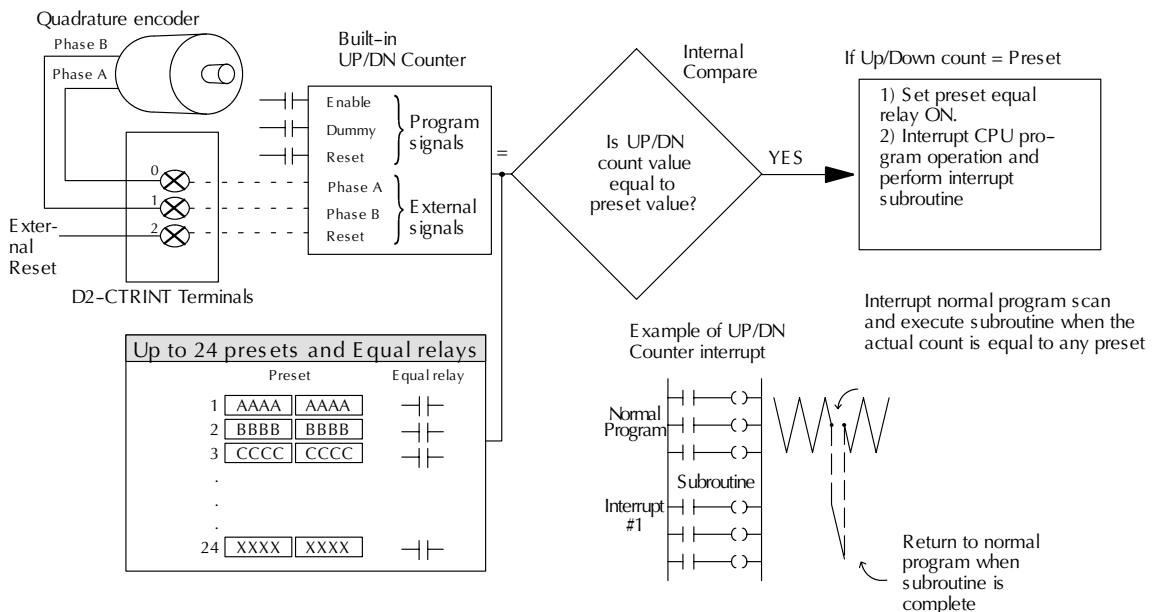 Quadrature encoder
Phase B
Phase A
0
1
2
Exter-
nal
Reset
D2-CTRINT Terminals
Built-in
UP/DN Counter
Enable
Dummy
Reset
Program
signals
Phase A
Phase B
Reset
External
signals
=
Internal
Compare
Is UP/DN
count value
equal to
preset value?
YES
If Up/Down count = Preset
1) Set preset equal
relay ON.
2) Interrupt CPU pro-
gram operation and
perform interrupt
subroutine
Interrupt normal program scan
and execute subroutine when the
actual count is equal to any preset
Up to 24 presets and Equal relays
Preset Equal relay
1 AAAA AAAA
2 BBBB BBBB
3 CCCC CCCC
.
.
.
24 XXXX XXXX
Example of UP/DN
Counter interrupt
Normal
Program
Subroutine
Interrupt
#1
Return to normal
program when
subroutine is
complete